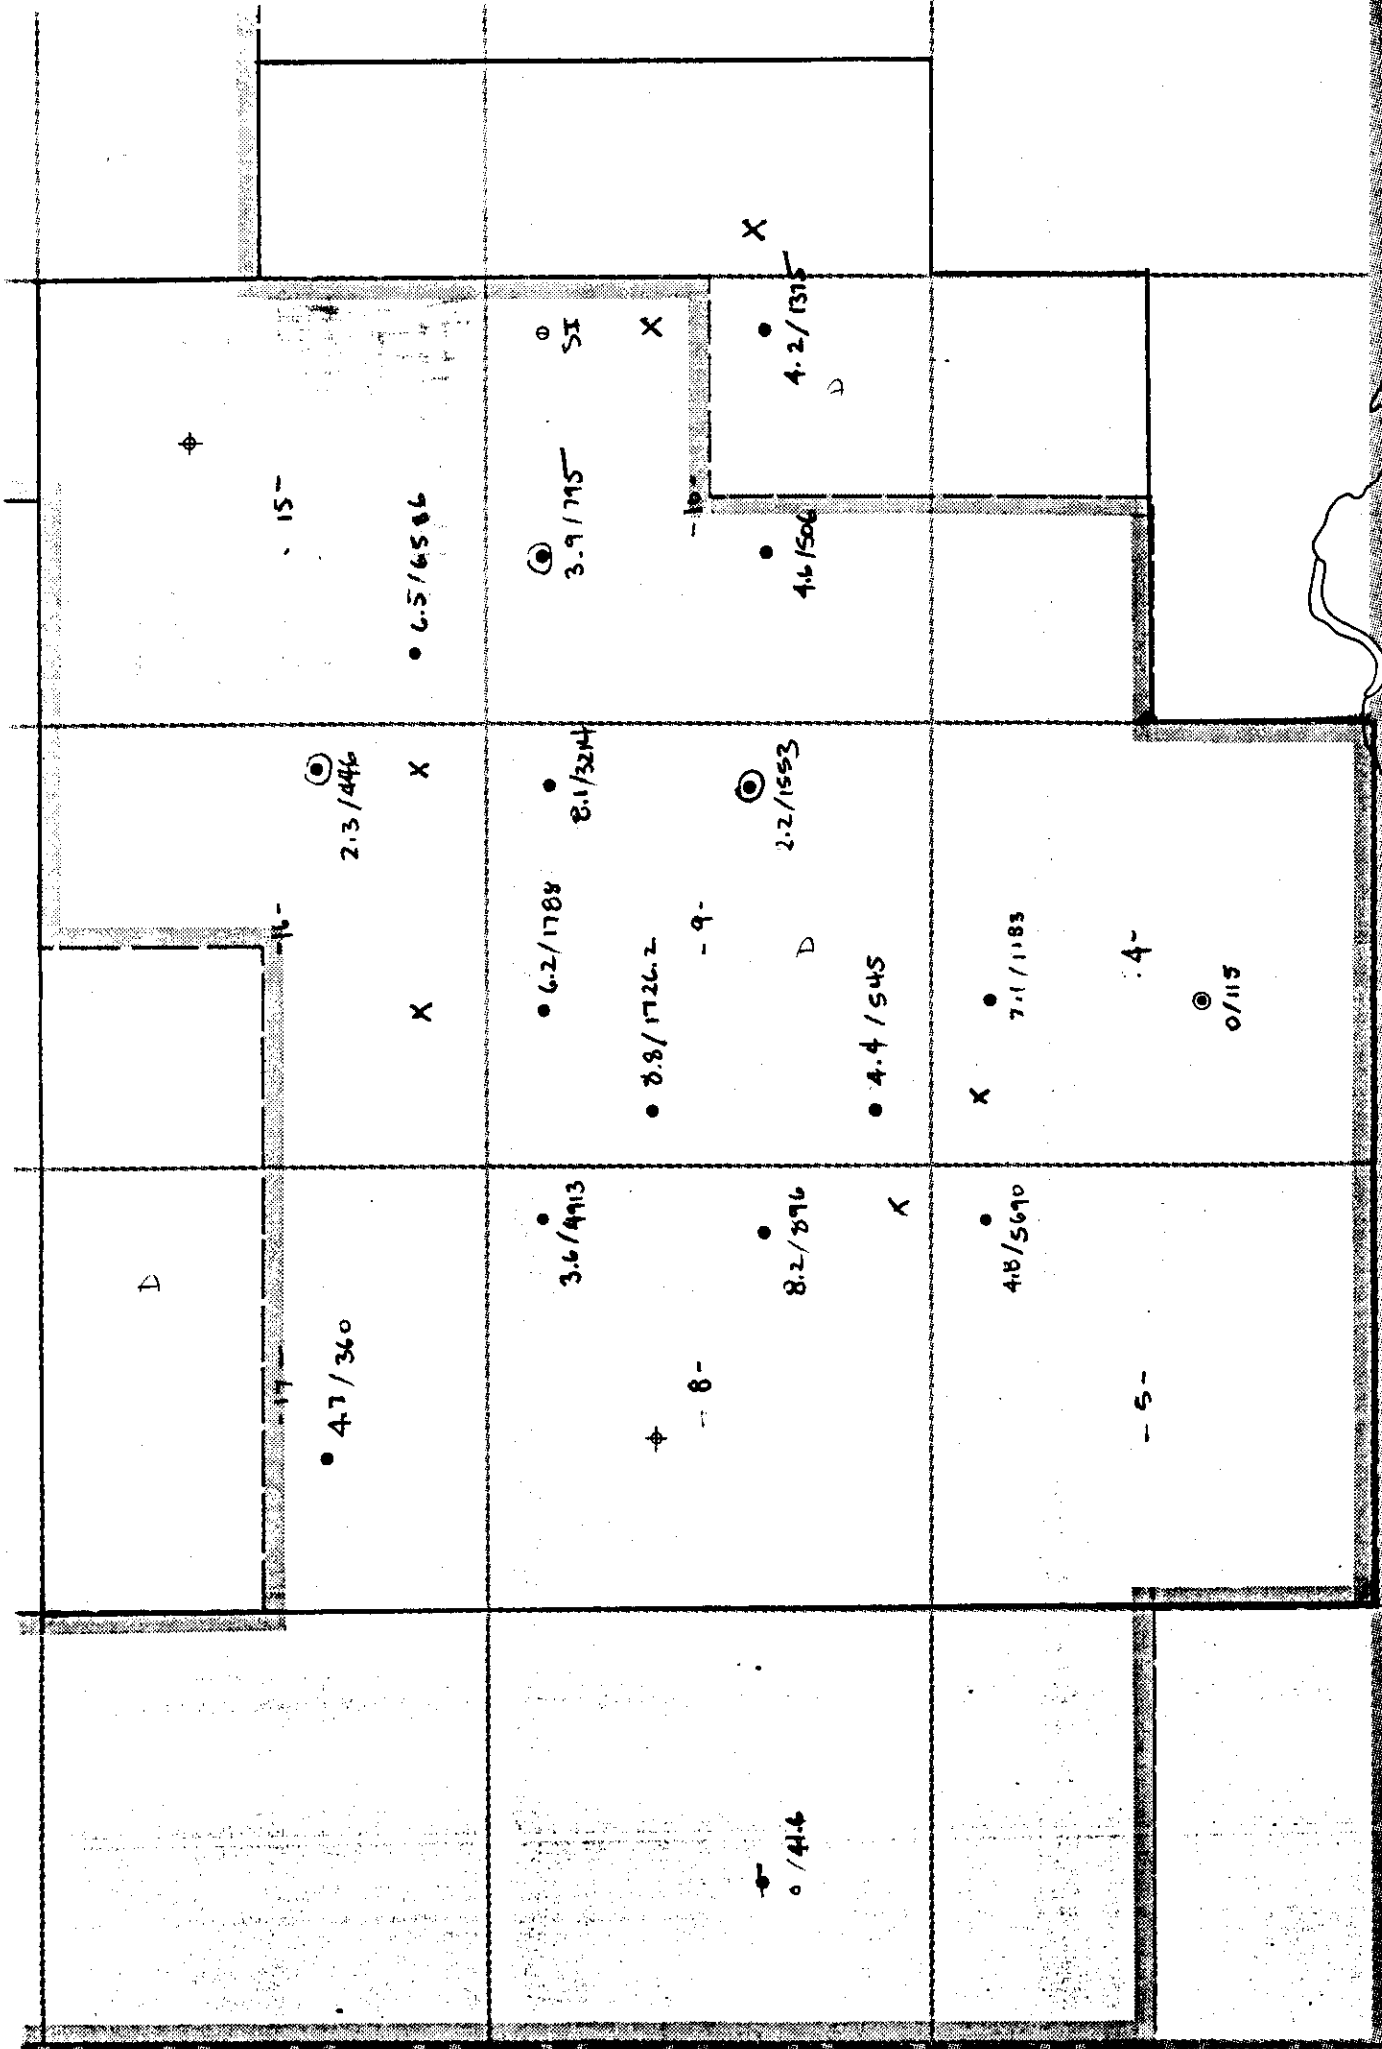 D
-17-
4.7/360
-16-
X
X
2.3/446
15-
6.5/6586
3.6/4913
6.2/1788
8.1/3214
3.9/795
SI
8.8/1726.2
X
-8-
-9-
-10-
0/41.6
8.2/896
D
2.2/1553
4.6/506
4.2/1375
D
X
X
4.4/545
4.8/5690
X
7.1/1183
-5-
4-
0/115